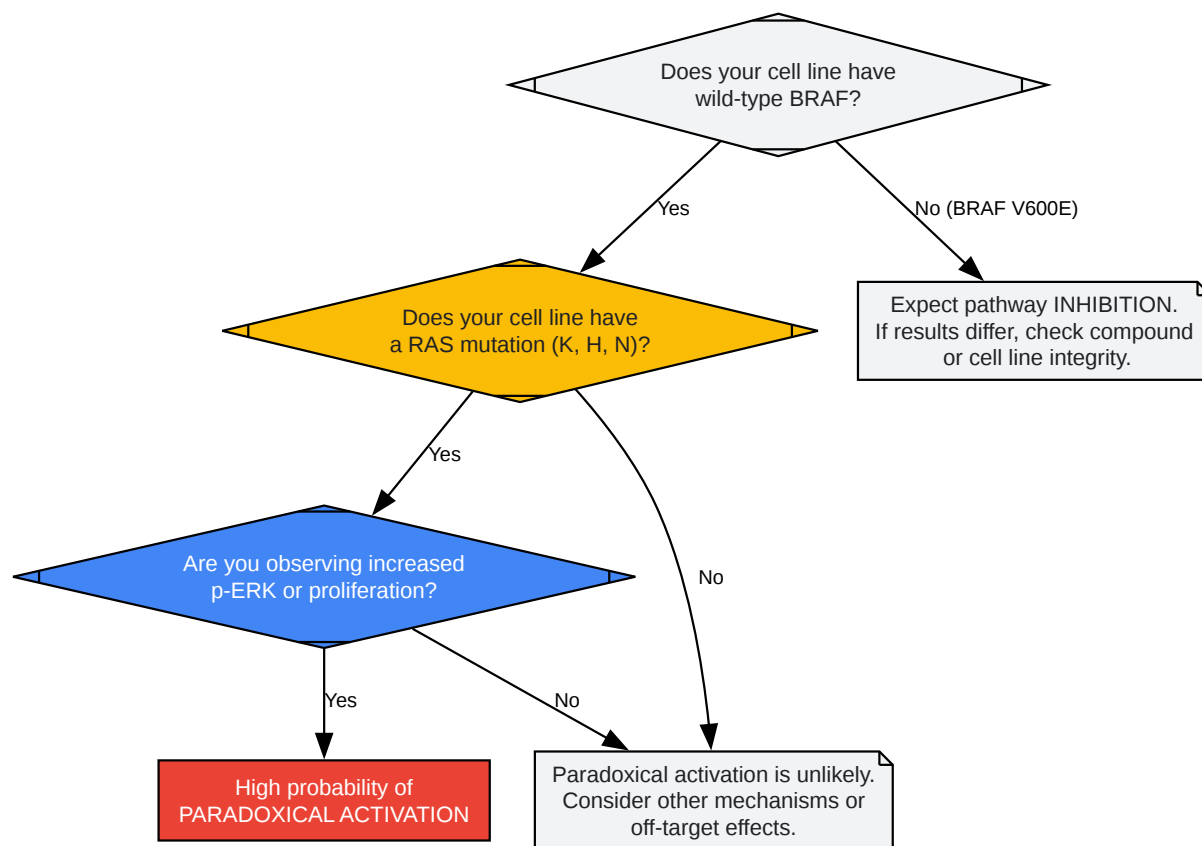 Does your cell line have
wild-type BRAF?
Yes
No (BRAF V600E)
Does your cell line have
a RAS mutation (K, H, N)?
Expect pathway INHIBITION.
If results differ, check compound
or cell line integrity.
Yes
No
Are you observing increased
p-ERK or proliferation?
Yes
No
High probability of
PARADOXICAL ACTIVATION
Paradoxical activation is unlikely.
Consider other mechanisms or
off-target effects.